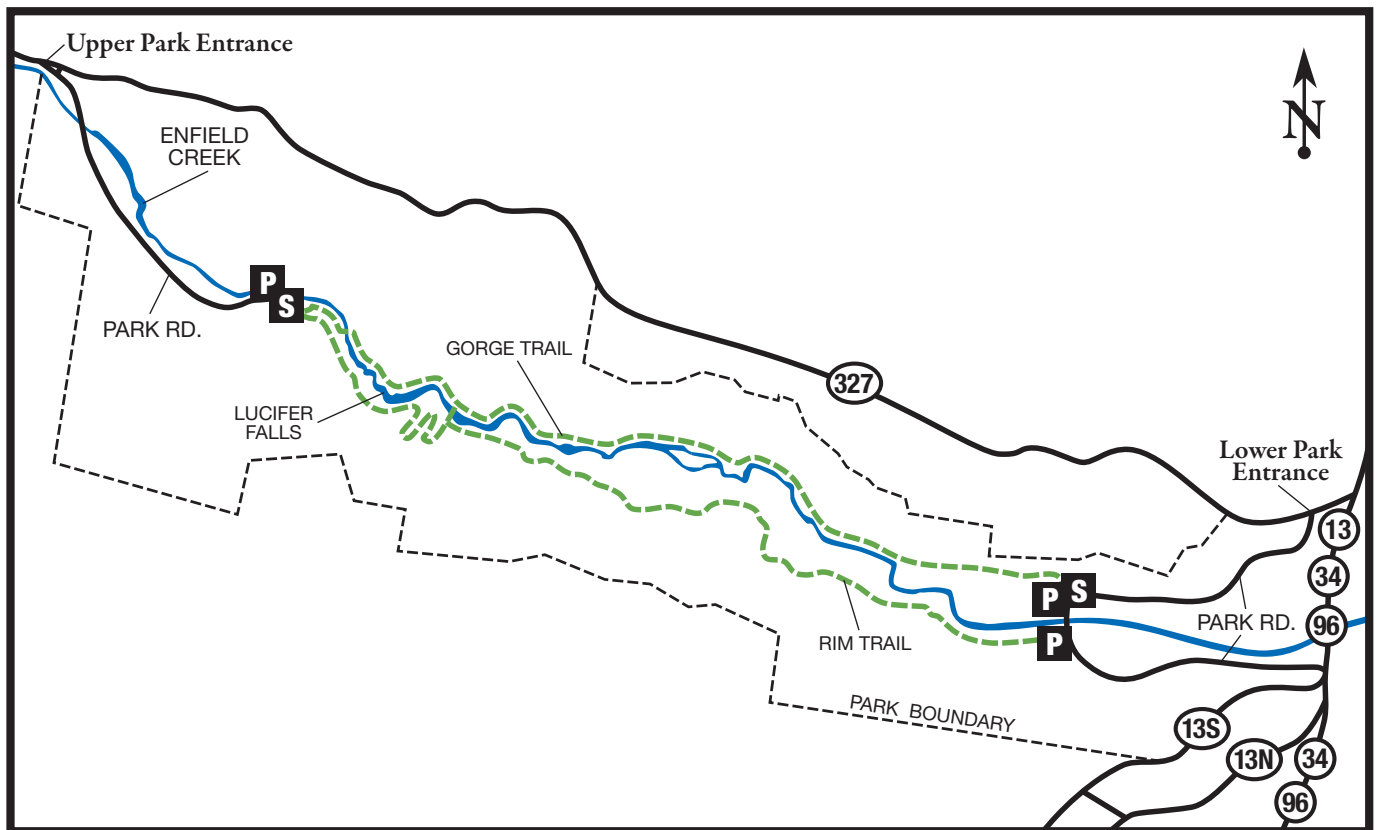 Upper Park Entrance
N
ENFIELD
CREEK
P
S
PARK RD.
GORGE TRAIL
327
LUCIFER
FALLS
Lower Park
Entrance
13
34
P
S
96
PARK RD.
P
RIM TRAIL
PARK BOUNDARY
13S
13N
34
96